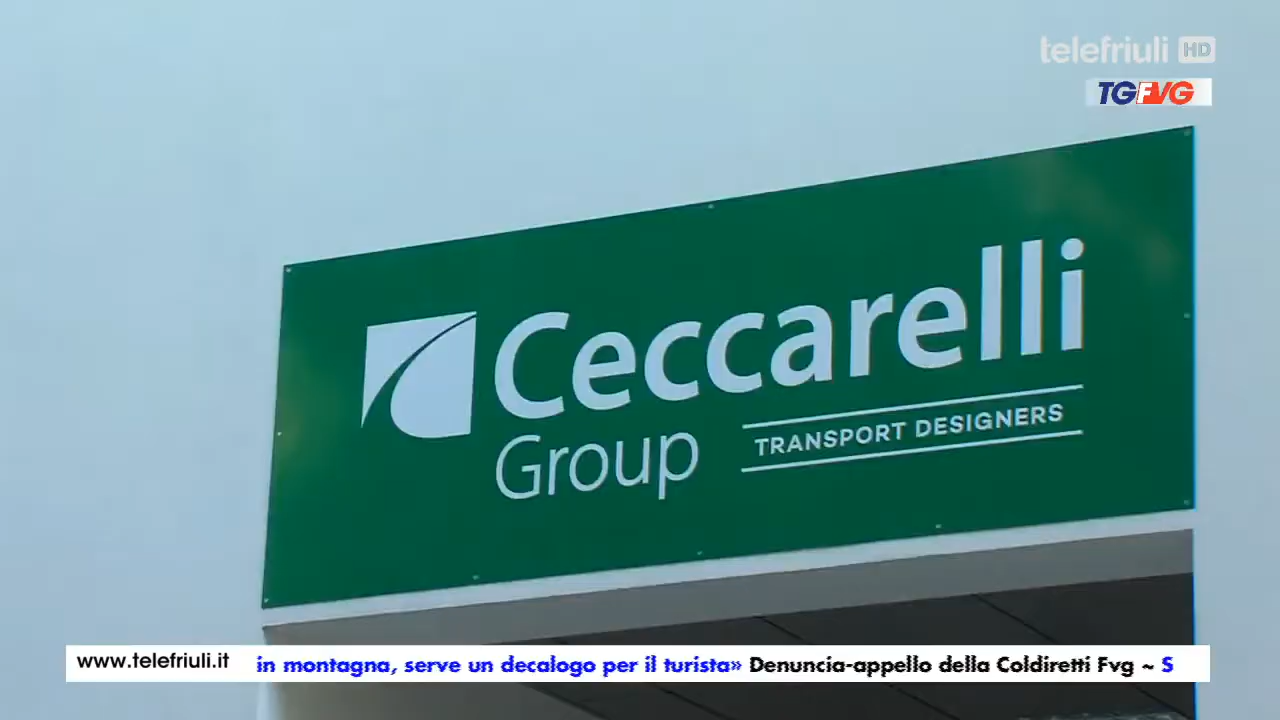 telefriuli HD
TGFVG
Ceccarelli
Group
TRANSPORT DESIGNERS
www.telefriuli.it in montagna, serve un decalogo per il turista» Denuncia-appello della Coldiretti Fvg ~ S